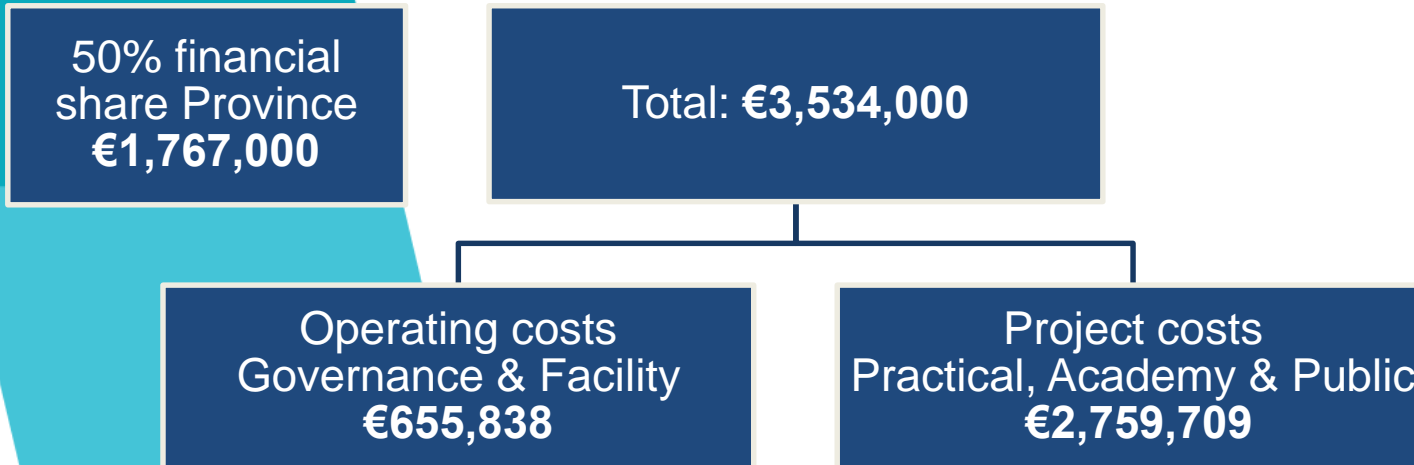 50% financial
share Province
€1,767,000
Total: €3,534,000
Operating costs
Governance & Facility
€655,838
Project costs
Practical, Academy & Public
€2,759,709